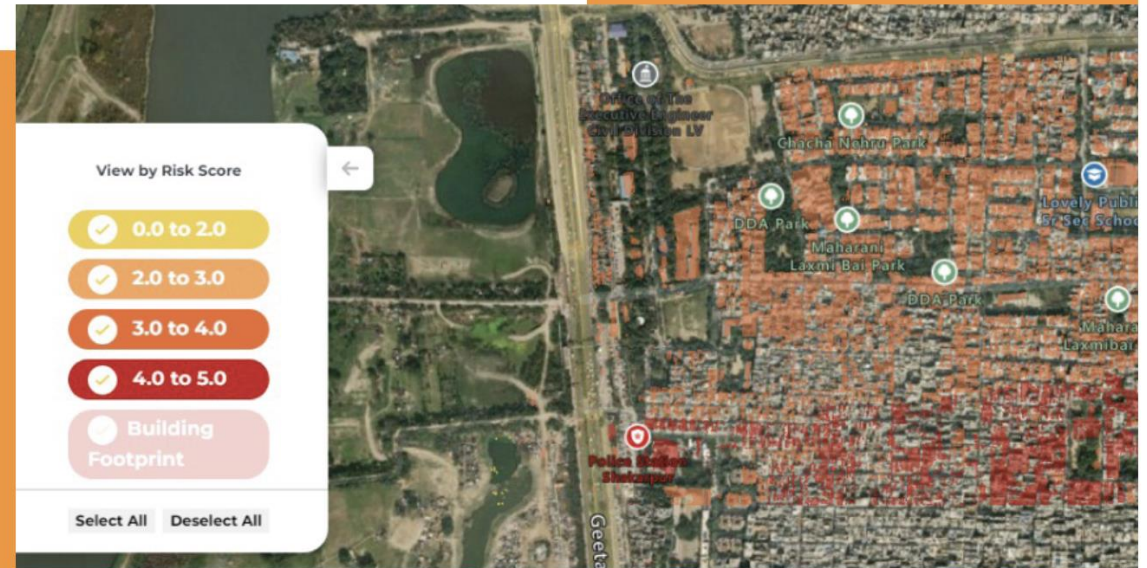 View by Risk Score
0.0 to 2.0
2.0 to 3.0
3.0 to 4.0
4.0 to 5.0
Building
Footprint
Select All
Deselect All
Office of The
Executive Engineer
Civil Division LV
Chacha Nehru Park
DDA Park
Maharani
Laxmi Bai Park
DDA Park
Lovely Publi
Sr Sec Schoo
Mahara
Laxmibai
Police Station
Shakarpur
Geeta